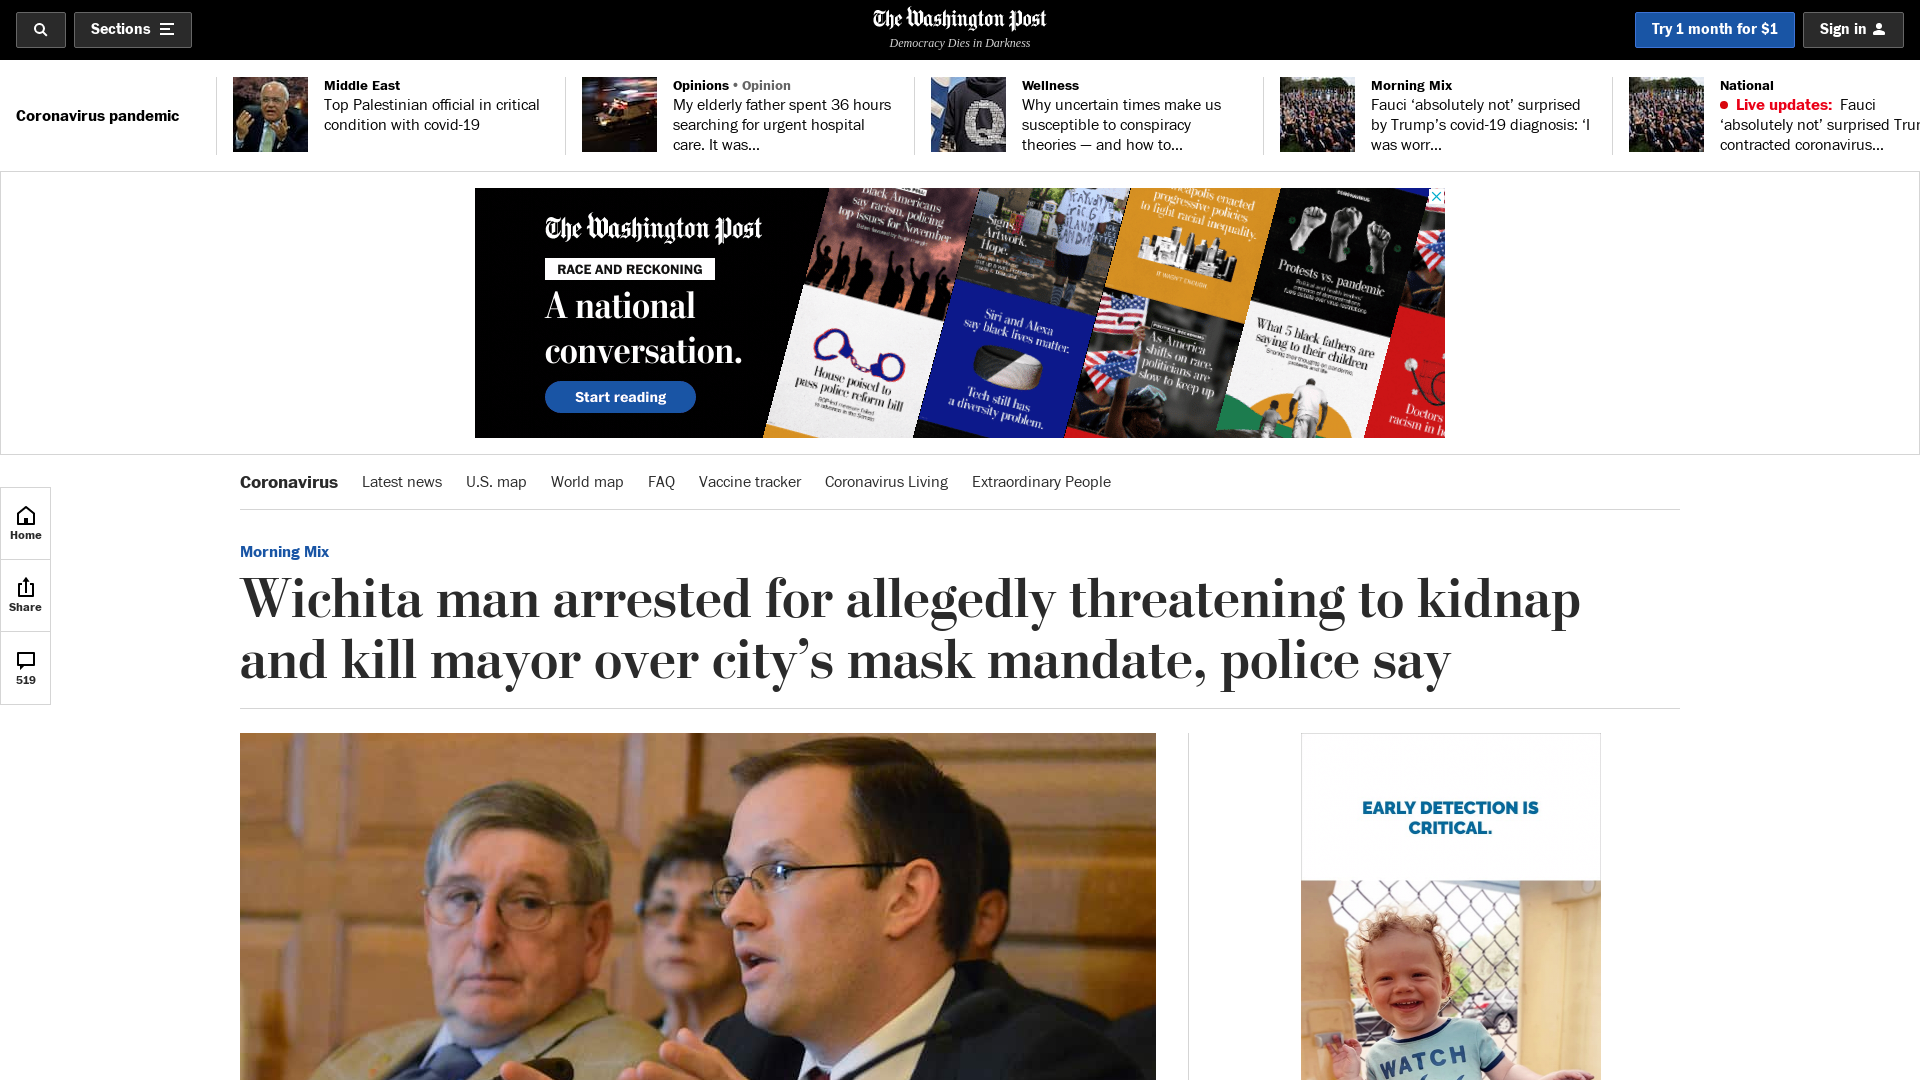 Sections
The Washington Post
Democracy Dies in Darkness
Try 1 month for $1
Sign in
Coronavirus pandemic
Middle East
Top Palestinian official in critical
condition with covid-19
Opinions • Opinion
My elderly father spent 36 hours
searching for urgent hospital
care. It was...
Wellness
Why uncertain times make us
susceptible to conspiracy
theories — and how to...
Morning Mix
Fauci ‘absolutely not’ surprised
by Trump’s covid-19 diagnosis: ‘I
was worr...
National
Live updates: Fauci
‘absolutely not’ surprised Tru
contracted coronavirus...
The Washington Post
RACE AND RECKONING
A national
conversation.
Start reading
Black Americans
say racism, policing
top issues for November
Signs.
Artwork.
Hope.
enacted
progressive policies
to fight racial inequality.
IT WASN'T ENOUGH
Protests vs. pandemic
House poised to
pass police reform bill
Siri and Alexa
say black lives matter.
Tech still has
a diversity problem.
As America
shifts on race,
politicians are
slow to keep up
What 5 black fathers are
saying to their children
Doctors
racism in
Coronavirus
Latest news
U.S. map
World map
FAQ
Vaccine tracker
Coronavirus Living
Extraordinary People
Home
Share
519
Morning Mix
Wichita man arrested for allegedly threatening to kidnap
and kill mayor over city’s mask mandate, police say
EARLY DETECTION IS
CRITICAL.
WATCH